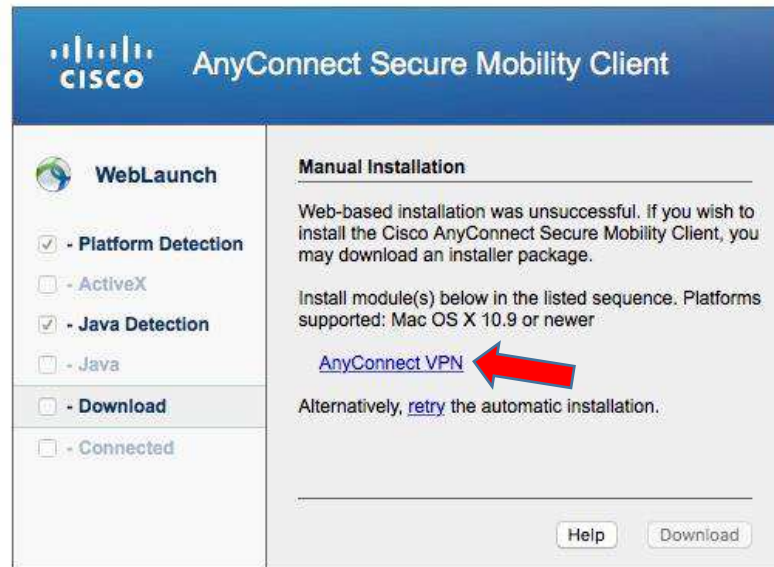 CISCO
AnyConnect Secure Mobility Client
WebLaunch
- Platform Detection
- ActiveX
- Java Detection
- Java
- Download
- Connected
Manual Installation
Web-based installation was unsuccessful. If you wish to
install the Cisco AnyConnect Secure Mobility Client, you
may download an installer package.
Install module(s) below in the listed sequence. Platforms
supported: Mac OS X 10.9 or newer
AnyConnect VPN
Alternatively, retry the automatic installation.
Help
Download